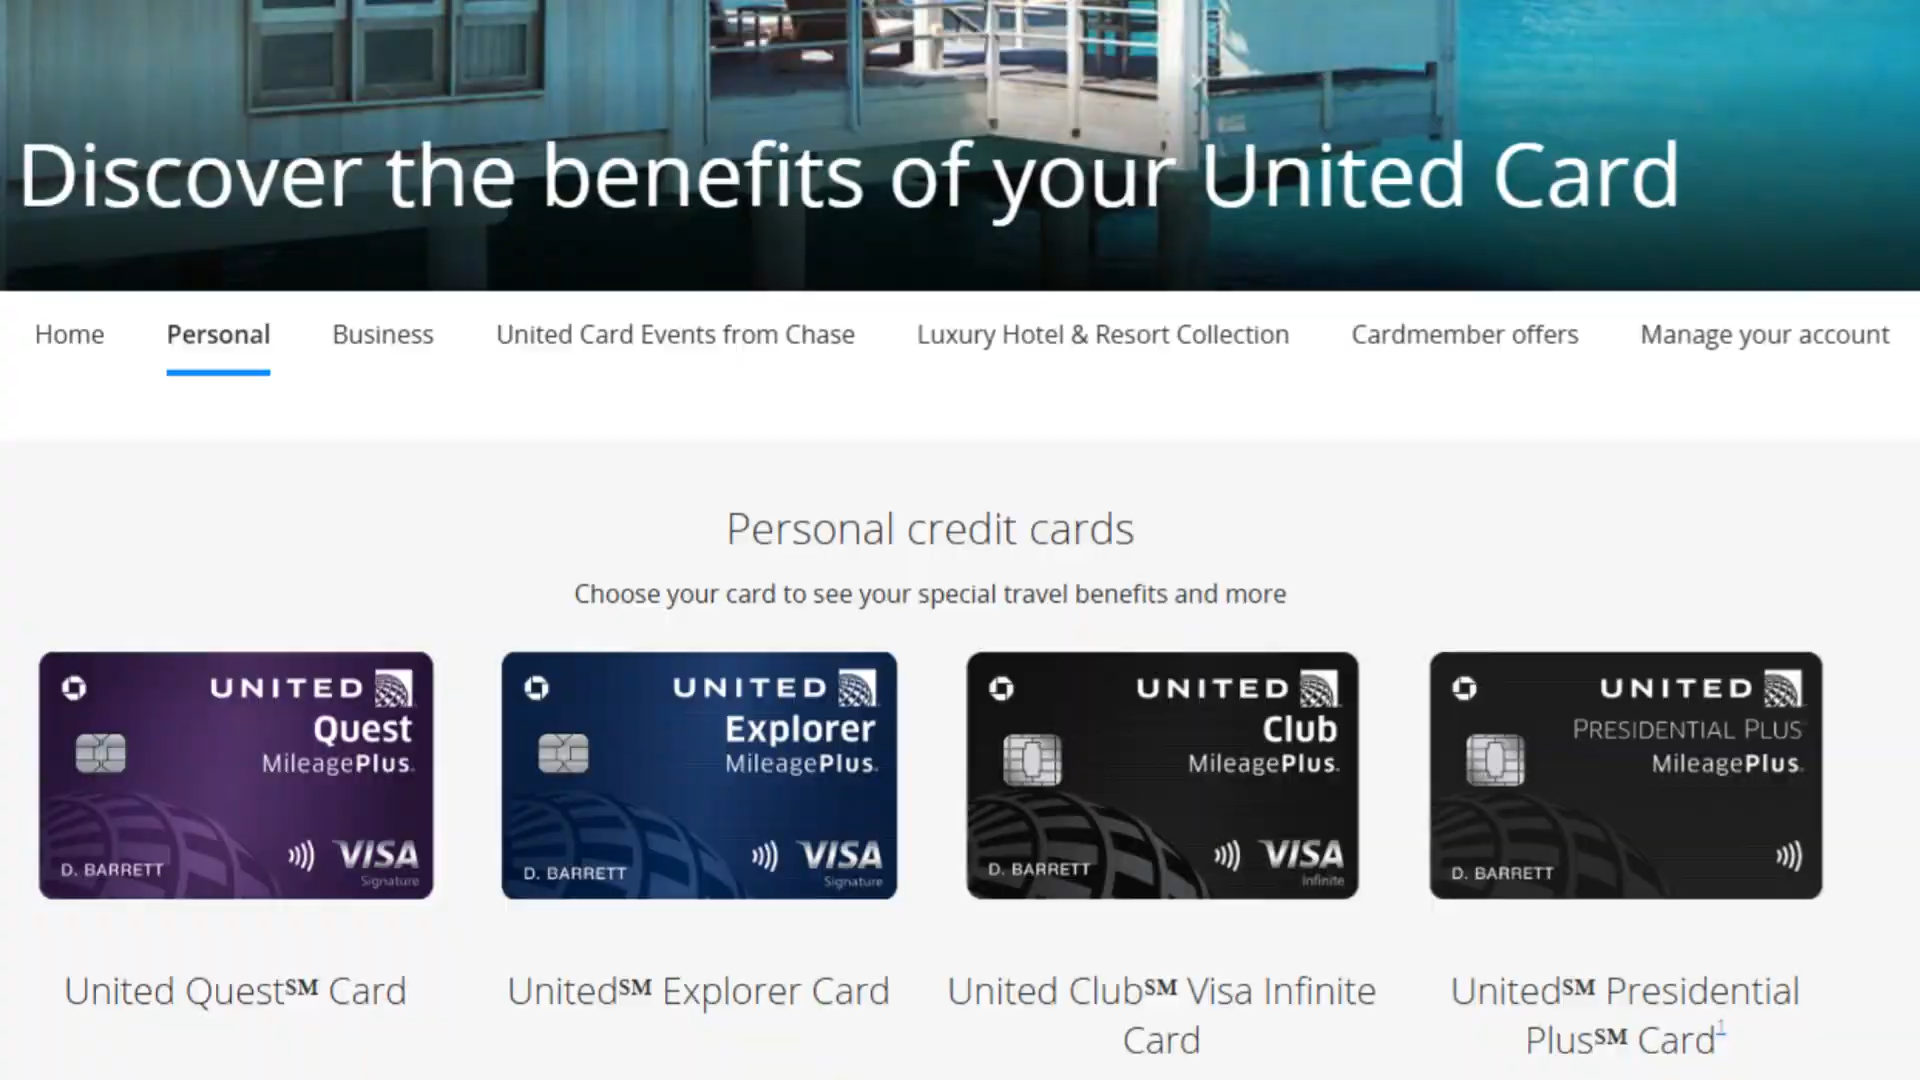 Discover the benefits of your United Card
Home Personal Business United Card Events from Chase Luxury Hotel & Resort Collection Cardmember offers Manage your account
Personal credit cards
Choose your card to see your special travel benefits and more
UNITED
Quest
MileagePlus.
D. BARRETT
VISA
Signature
UNITED
Explorer
MileagePlus.
D. BARRETT
VISA
Signature
UNITED
Club
MileagePlus.
D. BARRETT
VISA
Infinite
UNITED
PRESIDENTIAL PLUS
MileagePlus.
D. BARRETT
United Quest℠ Card
United℠ Explorer Card
United Club℠ Visa Infinite
Card
United℠ Presidential
Plus℠ Card¹